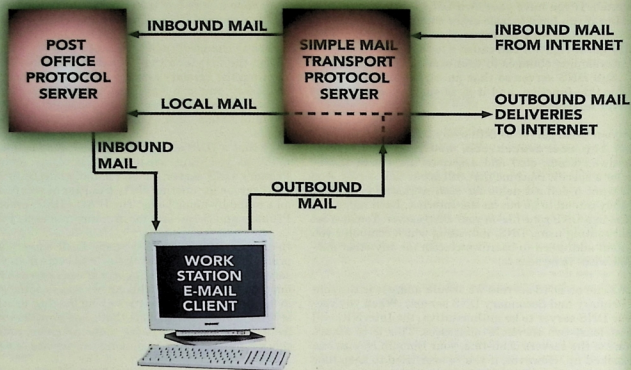 INBOUND MAIL
POST
OFFICE
PROTOCOL
SERVER
SIMPLE MAIL
TRANSPORT
PROTOCOL
SERVER
INBOUND MAIL
FROM INTERNET
LOCAL MAIL
OUTBOUND MAIL
DELIVERIES
TO INTERNET
INBOUND
MAIL
OUTBOUND
MAIL
WORK
STATION
E-MAIL
CLIENT